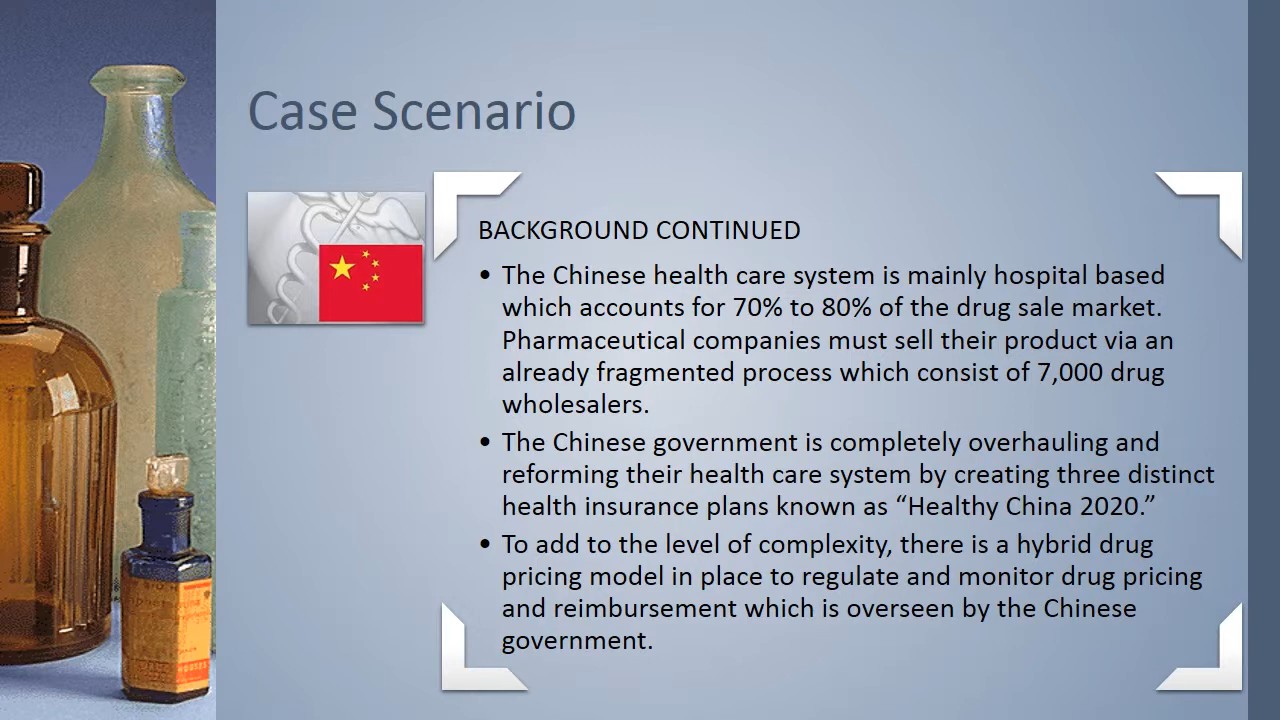 Case Scenario
BACKGROUND CONTINUED
• The Chinese health care system is mainly hospital based
which accounts for 70% to 80% of the drug sale market.
Pharmaceutical companies must sell their product via an
already fragmented process which consist of 7,000 drug
wholesalers.
• The Chinese government is completely overhauling and
reforming their health care system by creating three distinct
health insurance plans known as “Healthy China 2020.”
• To add to the level of complexity, there is a hybrid drug
pricing model in place to regulate and monitor drug pricing
and reimbursement which is overseen by the Chinese
government.